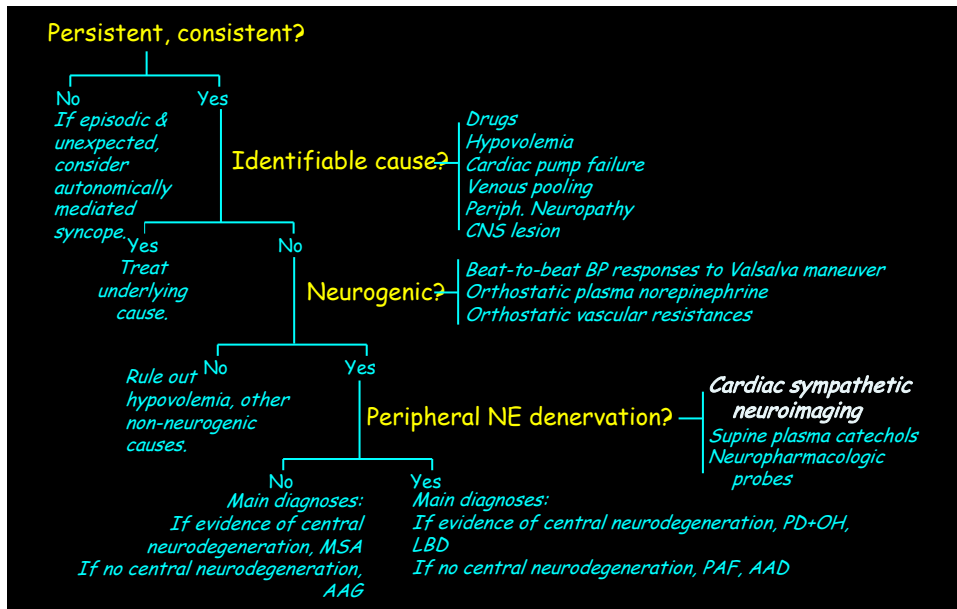 Persistent, consistent?
No
Yes
If episodic &
unexpected,
consider
autonomically
mediated
syncope.
Identifiable cause?
Drugs
Hypovolemia
Cardiac pump failure
Venous pooling
Periph. Neuropathy
CNS lesion
Yes
No
Treat
underlying
cause.
Neurogenic?
Beat-to-beat BP responses to Valsalva maneuver
Orthostatic plasma norepinephrine
Orthostatic vascular resistances
No
Yes
Rule out
hypovolemia, other
non-neurogenic
causes.
Peripheral NE denervation?
Cardiac sympathetic
neuroimaging
Supine plasma catechols
Neuropharmacologic
probes
No
Yes
Main diagnoses:
If evidence of central
neurodegeneration, MSA
If no central neurodegeneration,
AAG
Main diagnoses:
If evidence of central neurodegeneration, PD+OH,
LBD
If no central neurodegeneration, PAF, AAD